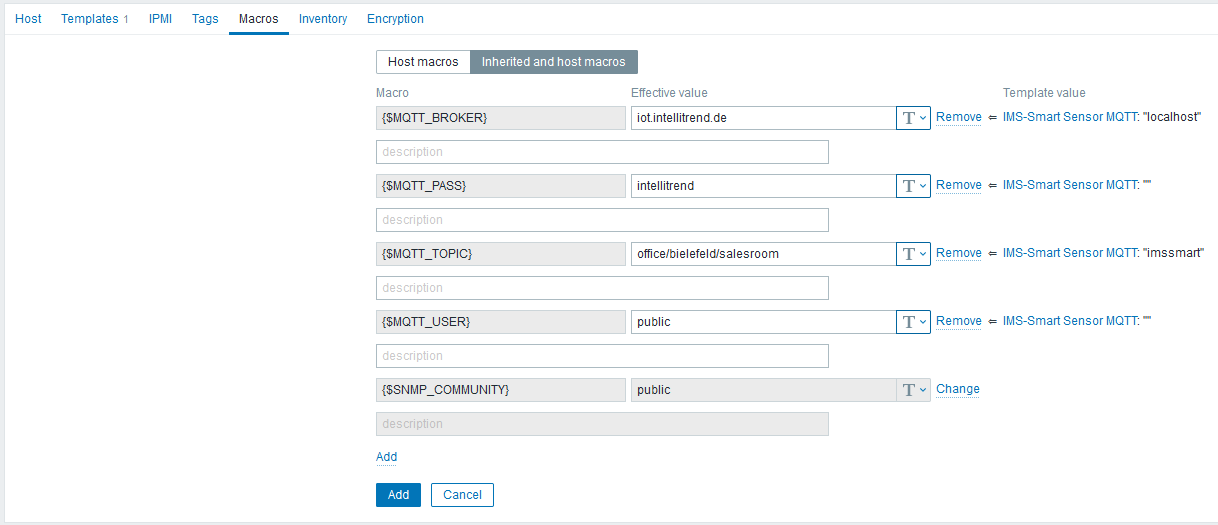 Host Templates 1 IPMI Tags Macros Inventory Encryption
Host macros Inherited and host macros
Macro Effective value Template value
{$MQTT_BROKER} iot.intellitrend.de T Remove ⇐ IMS-Smart Sensor MQTT: "localhost"
description
{$MQTT_PASS} intellitrend T Remove ⇐ IMS-Smart Sensor MQTT: ""
description
{$MQTT_TOPIC} office/bielefeld/salesroom T Remove ⇐ IMS-Smart Sensor MQTT: "imssmart"
description
{$MQTT_USER} public T Remove ⇐ IMS-Smart Sensor MQTT: ""
description
{$SNMP_COMMUNITY} public T Change
description
Add
Add Cancel